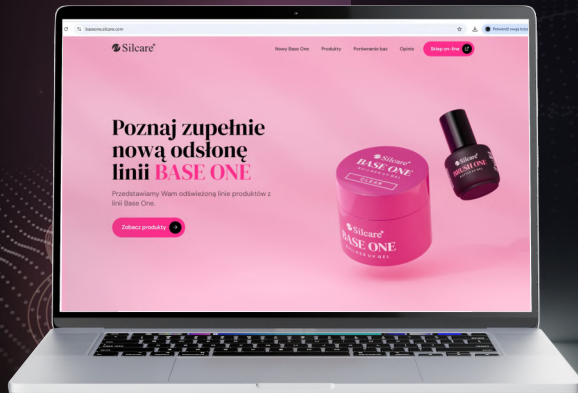 baseone.silcare.com
Silcare®
Nowy Base One
Produkty
Porównanie baz
Opinie
Sklep on-line
Poznaj zupełnie
nową odsłonę
linii BASE ONE
Przedstawiamy Wam odświeżoną linie produktów z
linii Base One.
Zobacz produkty
Silcare®
BASE ONE
CLEAR
Silcare®
BASE ONE
Silcare®
BRUSH ONE